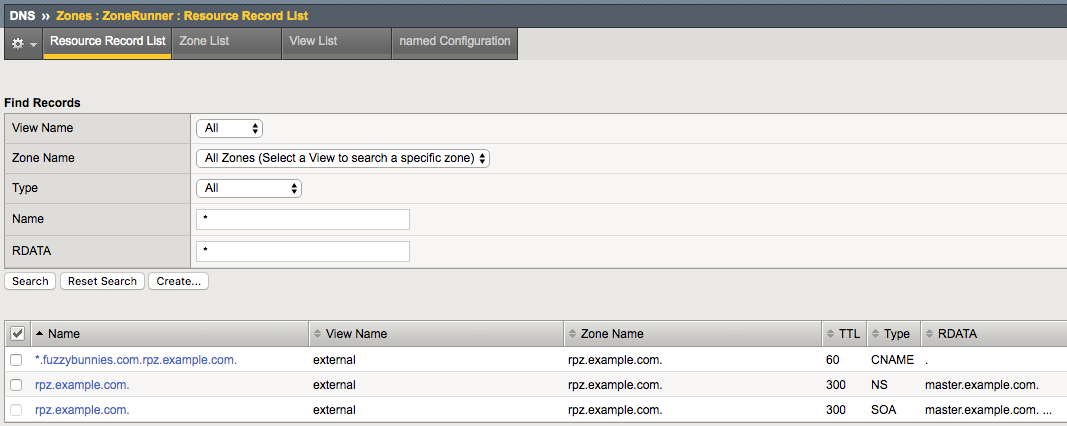 DNS ›› Zones : ZoneRunner : Resource Record List
Resource Record List Zone List View List named Configuration
Find Records
View Name All
Zone Name All Zones (Select a View to search a specific zone)
Type All
Name *
RDATA *
Search Reset Search Create...
Name View Name Zone Name TTL Type RDATA
*.fuzzybunnies.com.rpz.example.com. external rpz.example.com. 60 CNAME .
rpz.example.com. external rpz.example.com. 300 NS master.example.com.
rpz.example.com. external rpz.example.com. 300 SOA master.example.com. ...